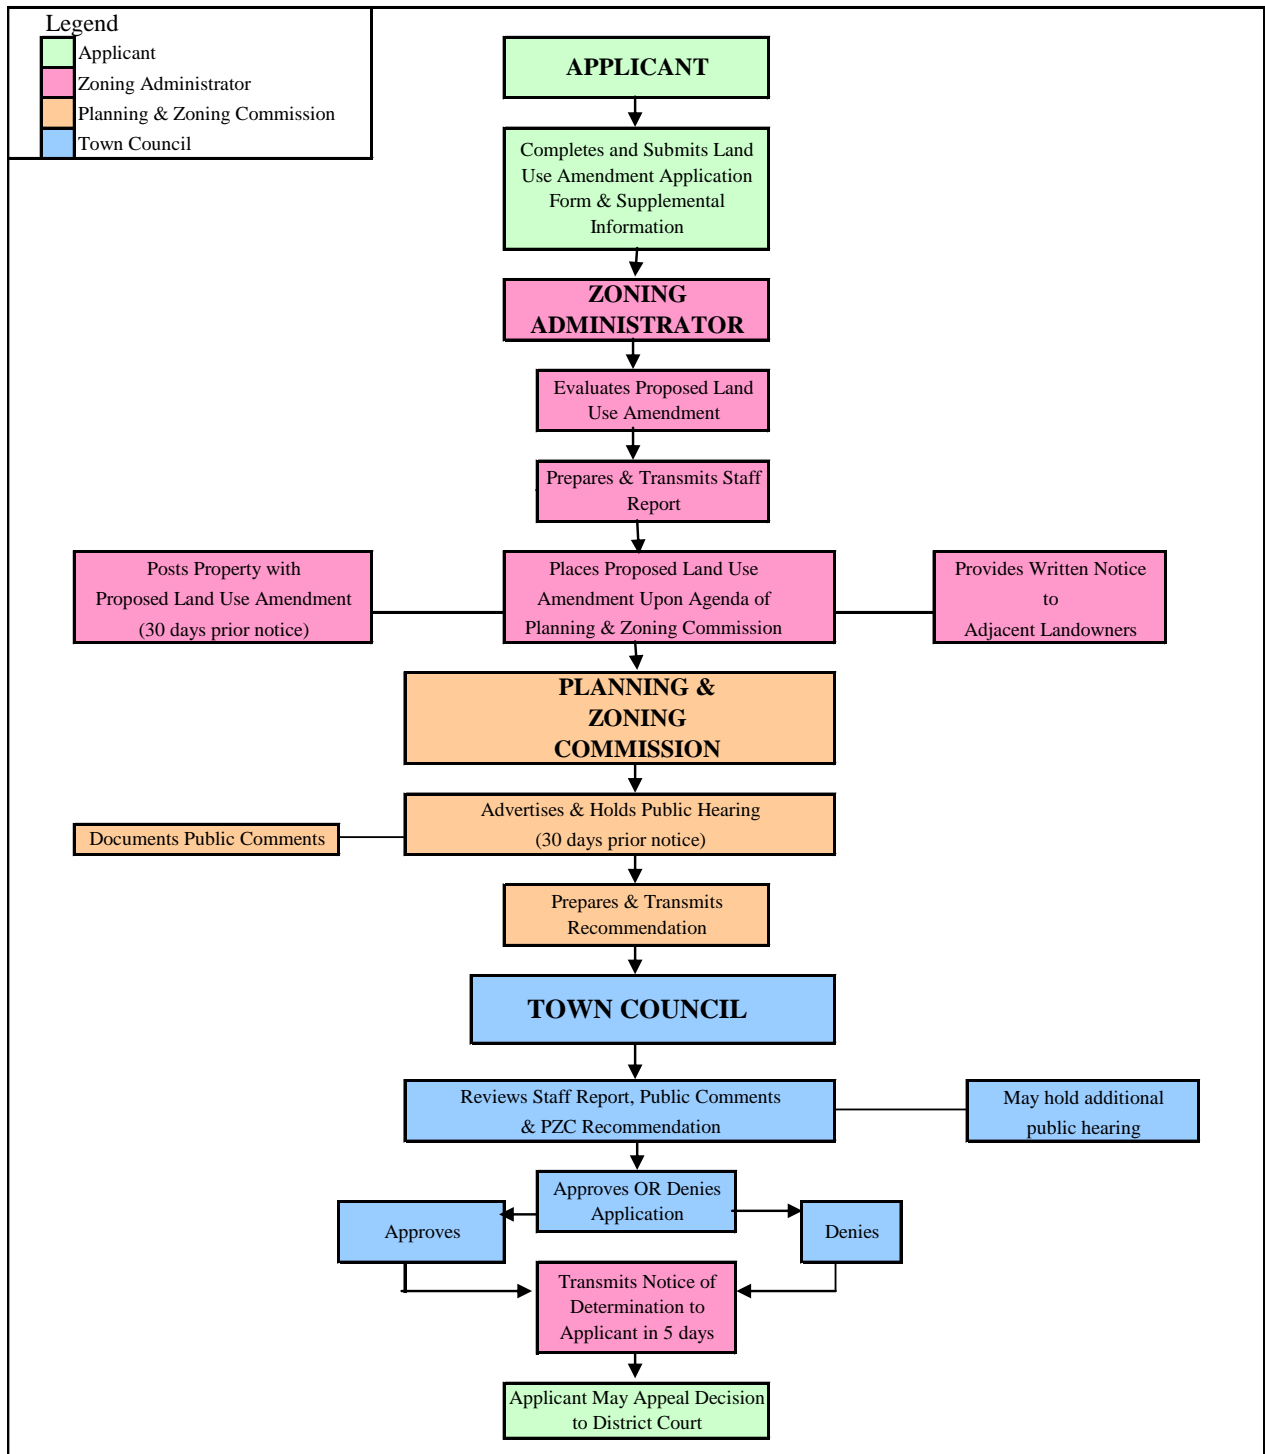 Legend
Applicant
Zoning Administrator
Planning & Zoning Commission
Town Council
APPLICANT
Completes and Submits Land
Use Amendment Application
Form & Supplemental
Information
ZONING
ADMINISTRATOR
Evaluates Proposed Land
Use Amendment
Prepares & Transmits Staff
Report
Posts Property with
Proposed Land Use Amendment
(30 days prior notice)
Places Proposed Land Use
Amendment Upon Agenda of
Planning & Zoning Commission
Provides Written Notice
to
Adjacent Landowners
PLANNING &
ZONING
COMMISSION
Advertises & Holds Public Hearing
(30 days prior notice)
Documents Public Comments
Prepares & Transmits
Recommendation
TOWN COUNCIL
Reviews Staff Report, Public Comments
& PZC Recommendation
May hold additional
public hearing
Approves OR Denies
Application
Approves
Denies
Transmits Notice of
Determination to
Applicant in 5 days
Applicant May Appeal Decision
to District Court